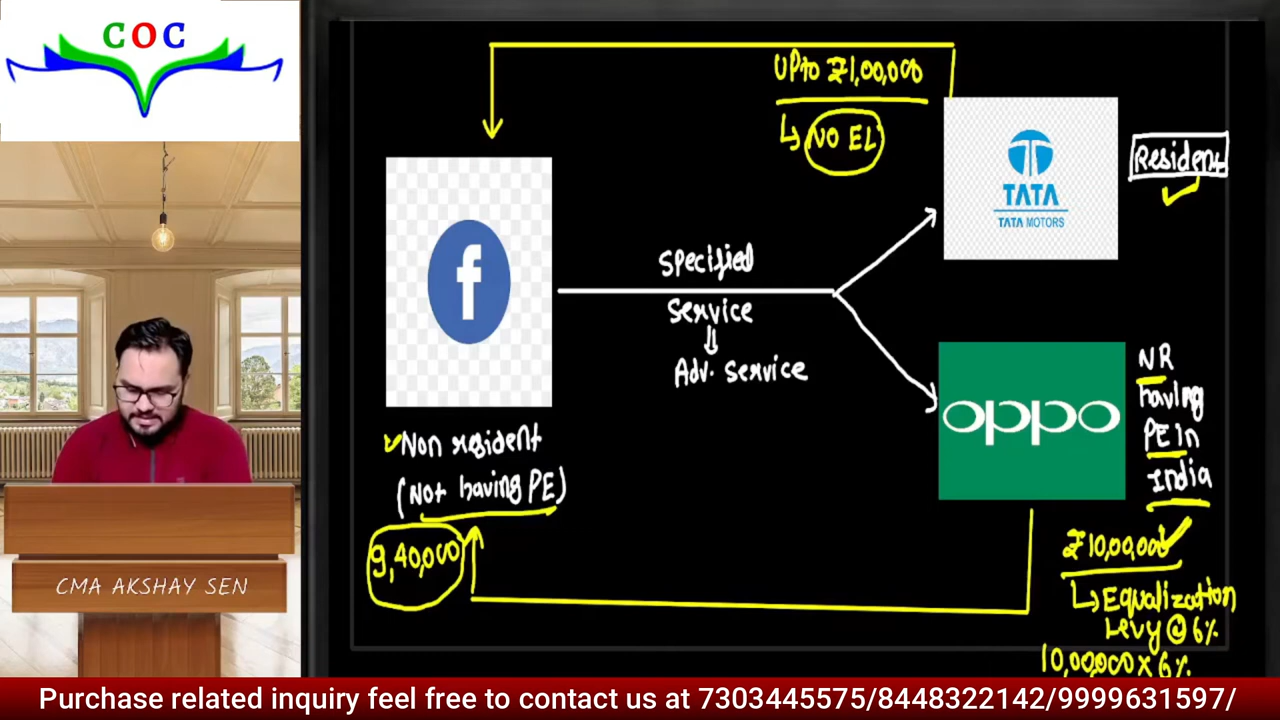 COC
UPto ₹1,00,000
↳ NO EL
Resident
TATA
TATA MOTORS
f
Specified
Service
⇓
Adv. Service
NR
having
PE In
India
oppo
Non resident
(Not having PE)
9,40,000
₹10,00,000
↳ Equalization
Levy @ 6%
10,00,000 x 6%
CMA AKSHAY SEN
Purchase related inquiry feel free to contact us at 7303445575/8448322142/9999631597/